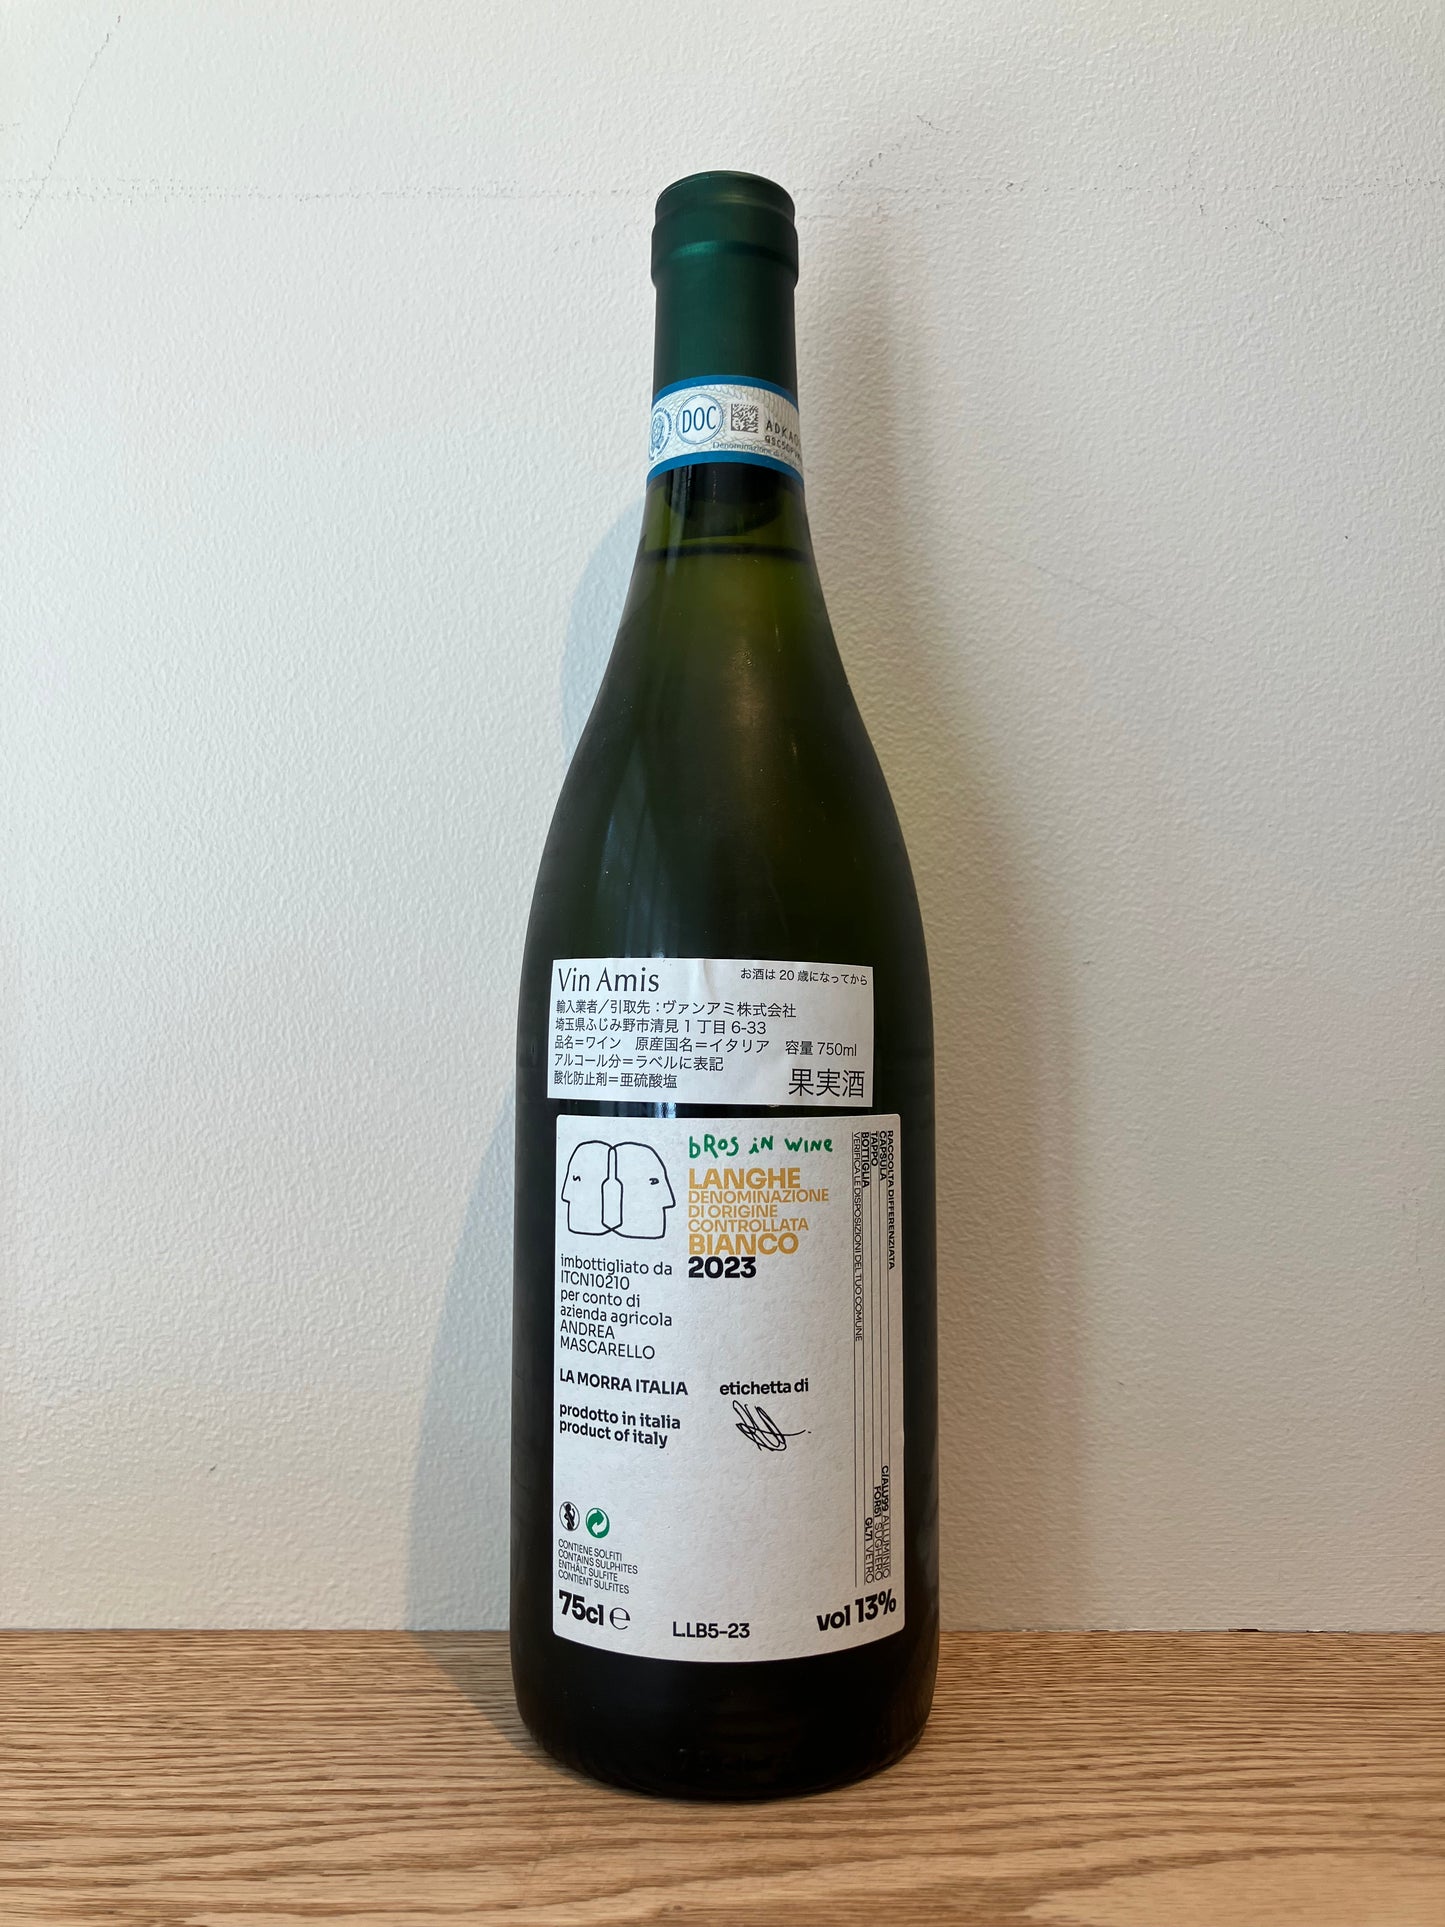 DOC
Vin Amis
お酒は20歳になってから
輸入業者／引取先：ヴァンアミ株式会社
埼玉県ふじみ野市清見1丁目6-33
品名＝ワイン 原産国名＝イタリア 容量750ml
アルコール分＝ラベルに表記
酸化防止剤＝亜硫酸塩
果実酒
S
bRos iN wiNe
LANGHE
DENOMINAZIONE
DI ORIGINE
CONTROLLATA
BIANCO
2023
imbottigliato da
ITCN10210
per conto di
azienda agricola
ANDREA
MASCARELLO
LA MORRA ITALIA
prodotto in italia
product of italy
etichetta di
RACCOLTA DIFFERENZIATA
CAPSULA C/ALU99 ALLUMINIO
TAPPO FOR51 SUGHERO
BOTTIGLIA GL71 VETRO
VERIFICA LE DISPOSIZIONI DEL TUO COMUNE
CONTIENE SOLFITI
CONTAINS SULPHITES
ENTHÄLT SULFITE
CONTIENT SULFITES
75cl e
L.LB5-23
vol 13%